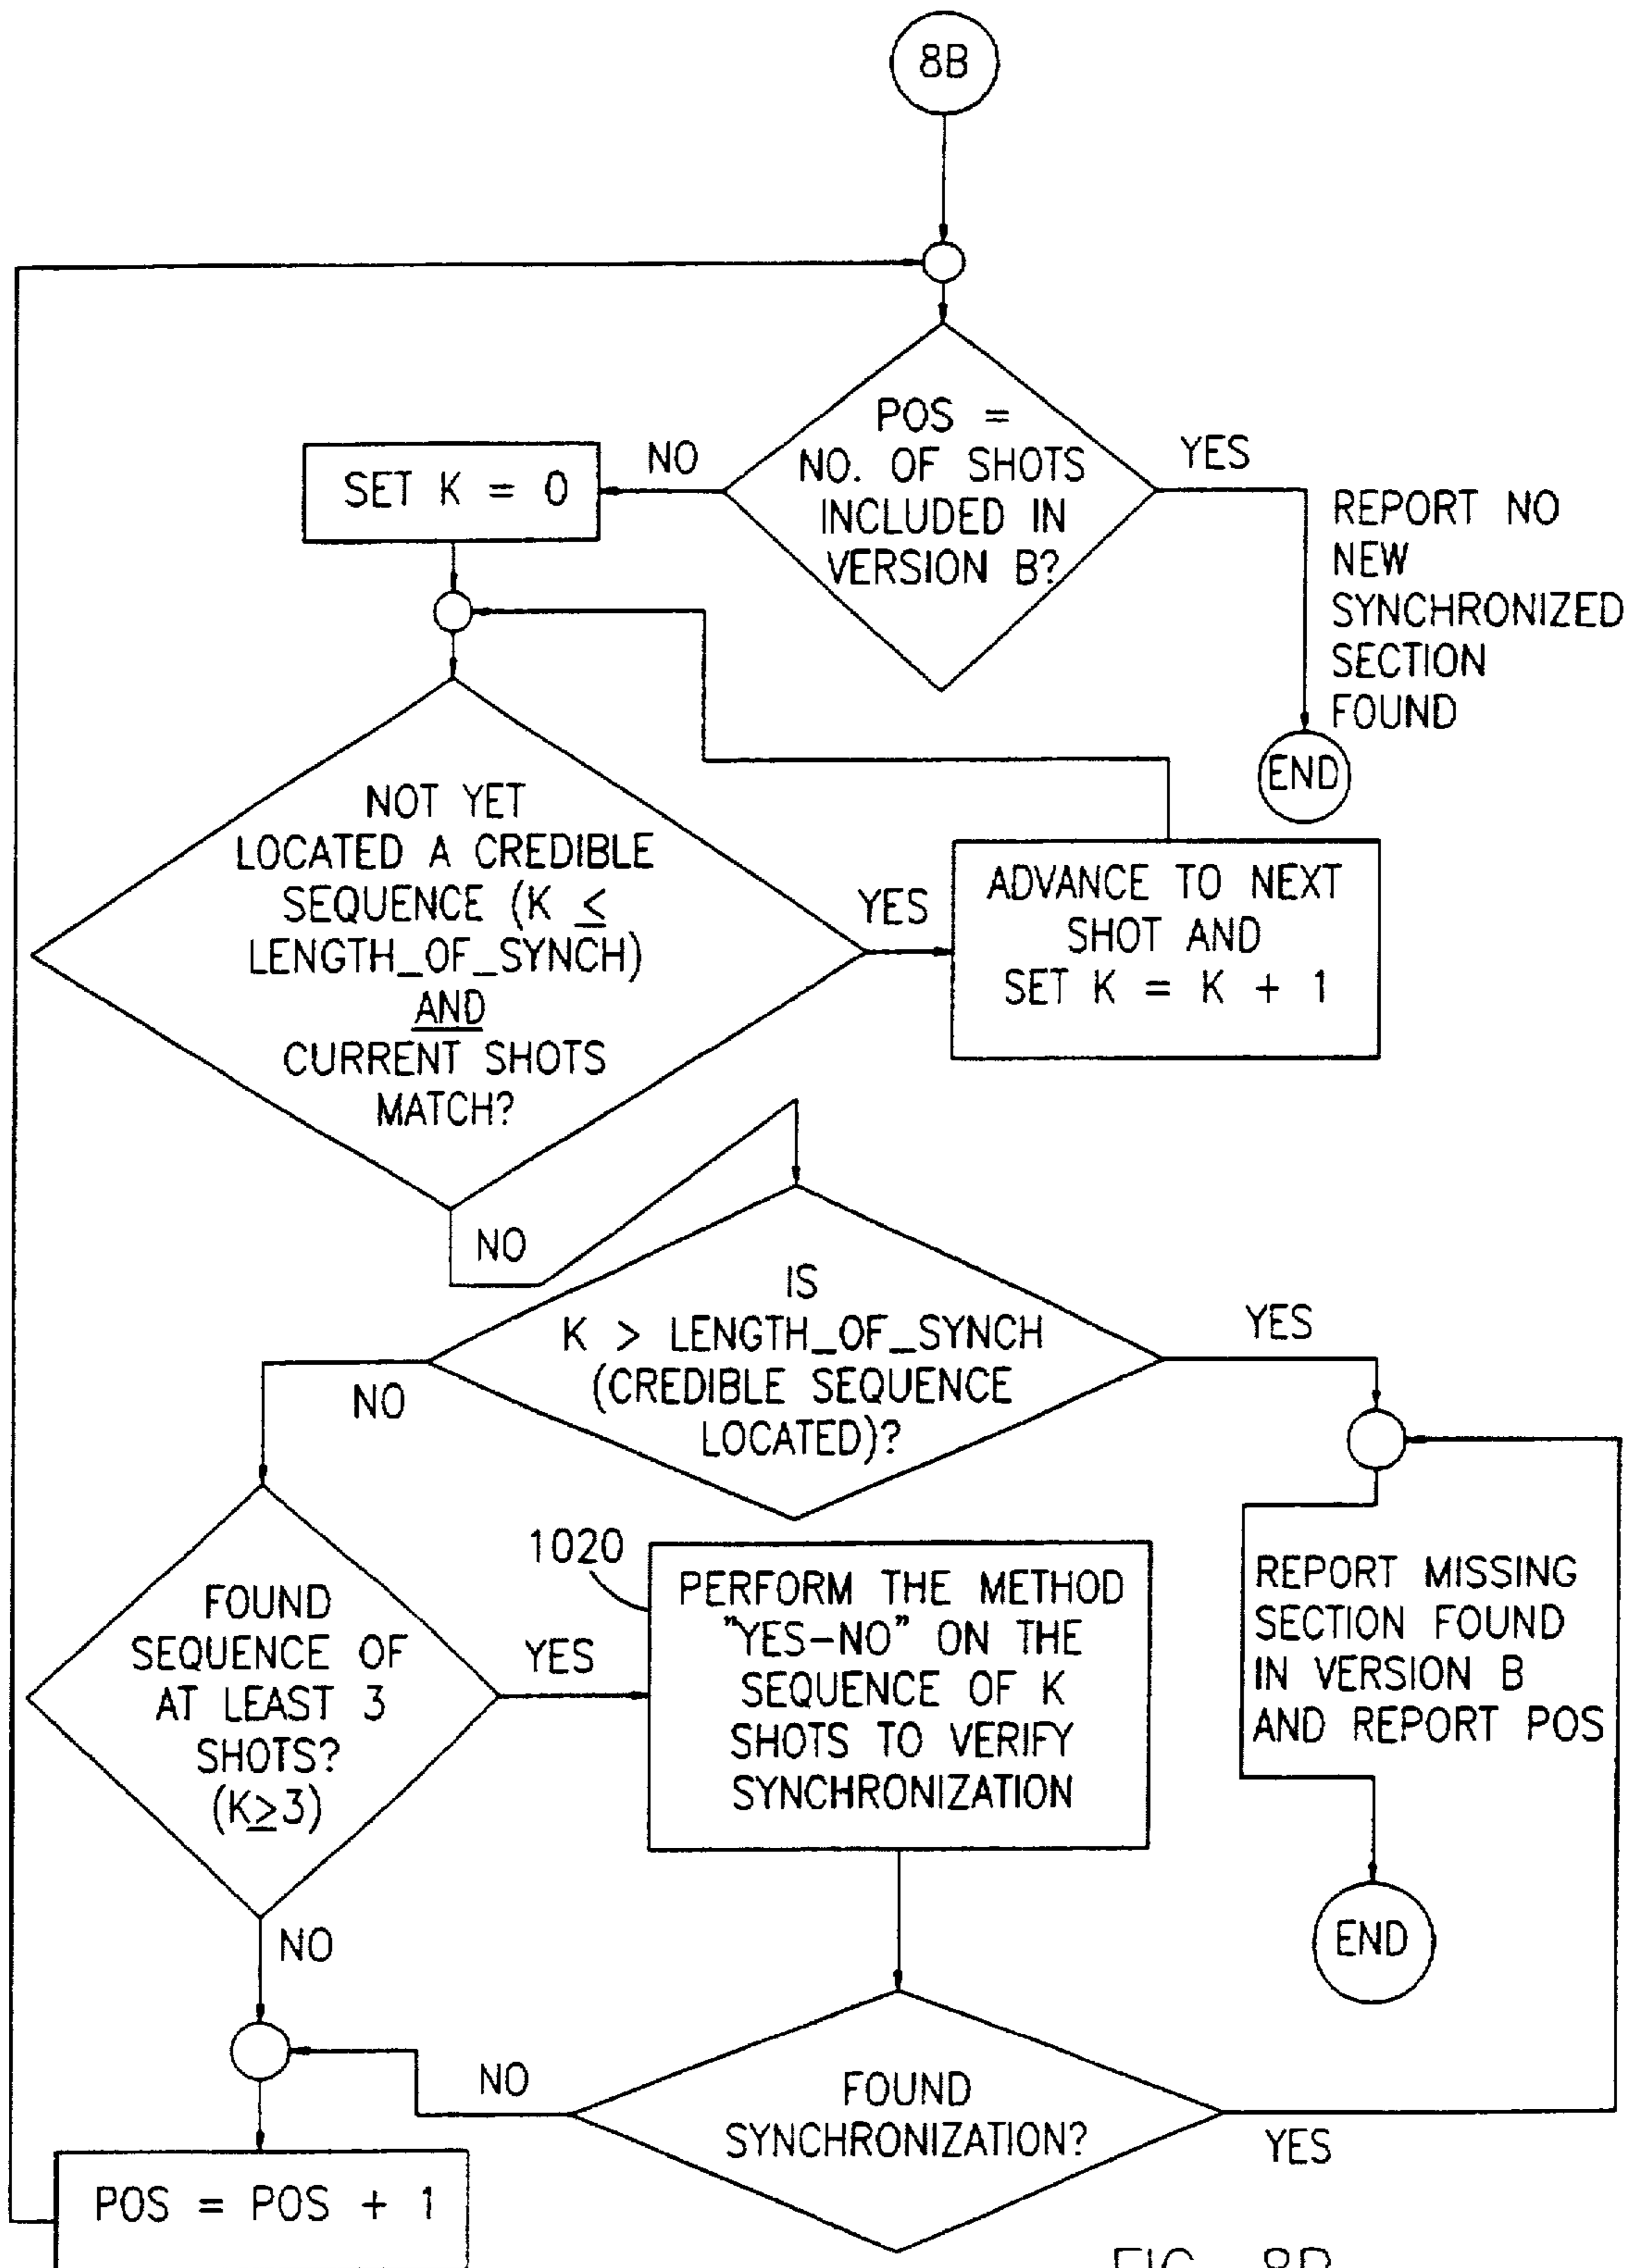 8B
POS =
NO. OF SHOTS
INCLUDED IN
VERSION B?
NO
YES
SET K = 0
REPORT NO
NEW
SYNCHRONIZED
SECTION
FOUND
END
NOT YET
LOCATED A CREDIBLE
SEQUENCE (K ≤
LENGTH_OF_SYNCH)
AND
CURRENT SHOTS
MATCH?
YES
ADVANCE TO NEXT
SHOT AND
SET K = K + 1
NO
IS
K > LENGTH_OF_SYNCH
(CREDIBLE SEQUENCE
LOCATED)?
YES
NO
FOUND
SEQUENCE OF
AT LEAST 3
SHOTS?
(K≥3)
YES
1020
PERFORM THE METHOD
"YES-NO" ON THE
SEQUENCE OF K
SHOTS TO VERIFY
SYNCHRONIZATION
REPORT MISSING
SECTION FOUND
IN VERSION B
AND REPORT POS
END
NO
NO
FOUND
SYNCHRONIZATION?
YES
POS = POS + 1
FIG. 8B